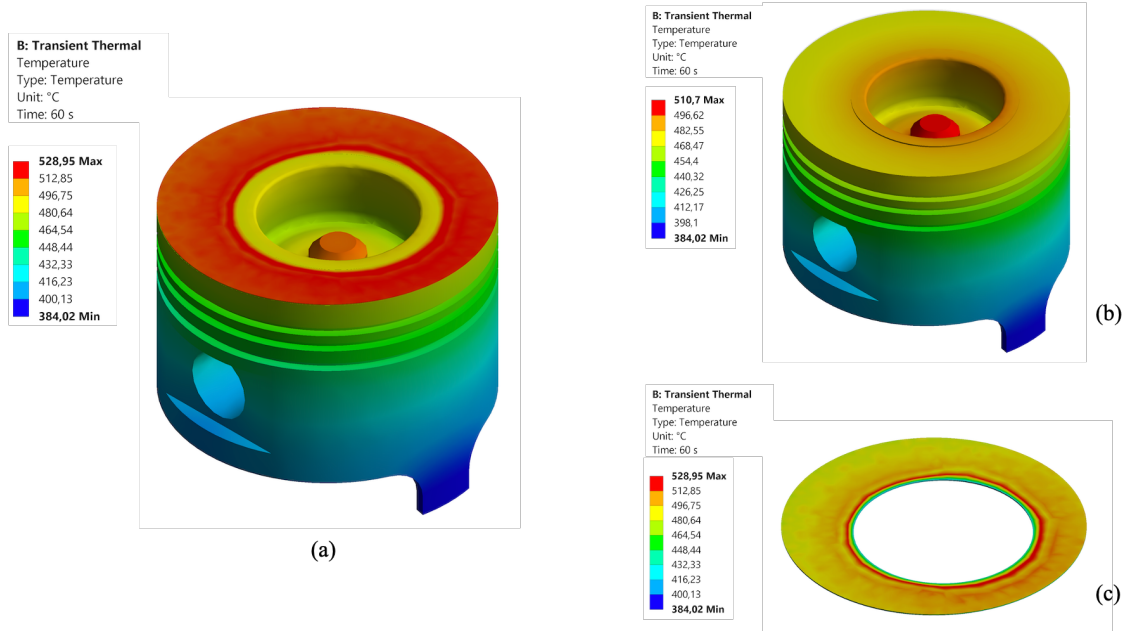 B: Transient Thermal
Temperature
Type: Temperature
Unit: °C
Time: 60 s
528,95 Max
512,85
496,75
480,64
464,54
448,44
432,33
416,23
400,13
384,02 Min
(a)
B: Transient Thermal
Temperature
Type: Temperature
Unit: °C
Time: 60 s
510,7 Max
496,62
482,55
468,47
454,4
440,32
426,25
412,17
398,1
384,02 Min
(b)
B: Transient Thermal
Temperature
Type: Temperature
Unit: °C
Time: 60 s
528,95 Max
512,85
496,75
480,64
464,54
448,44
432,33
416,23
400,13
384,02 Min
(c)